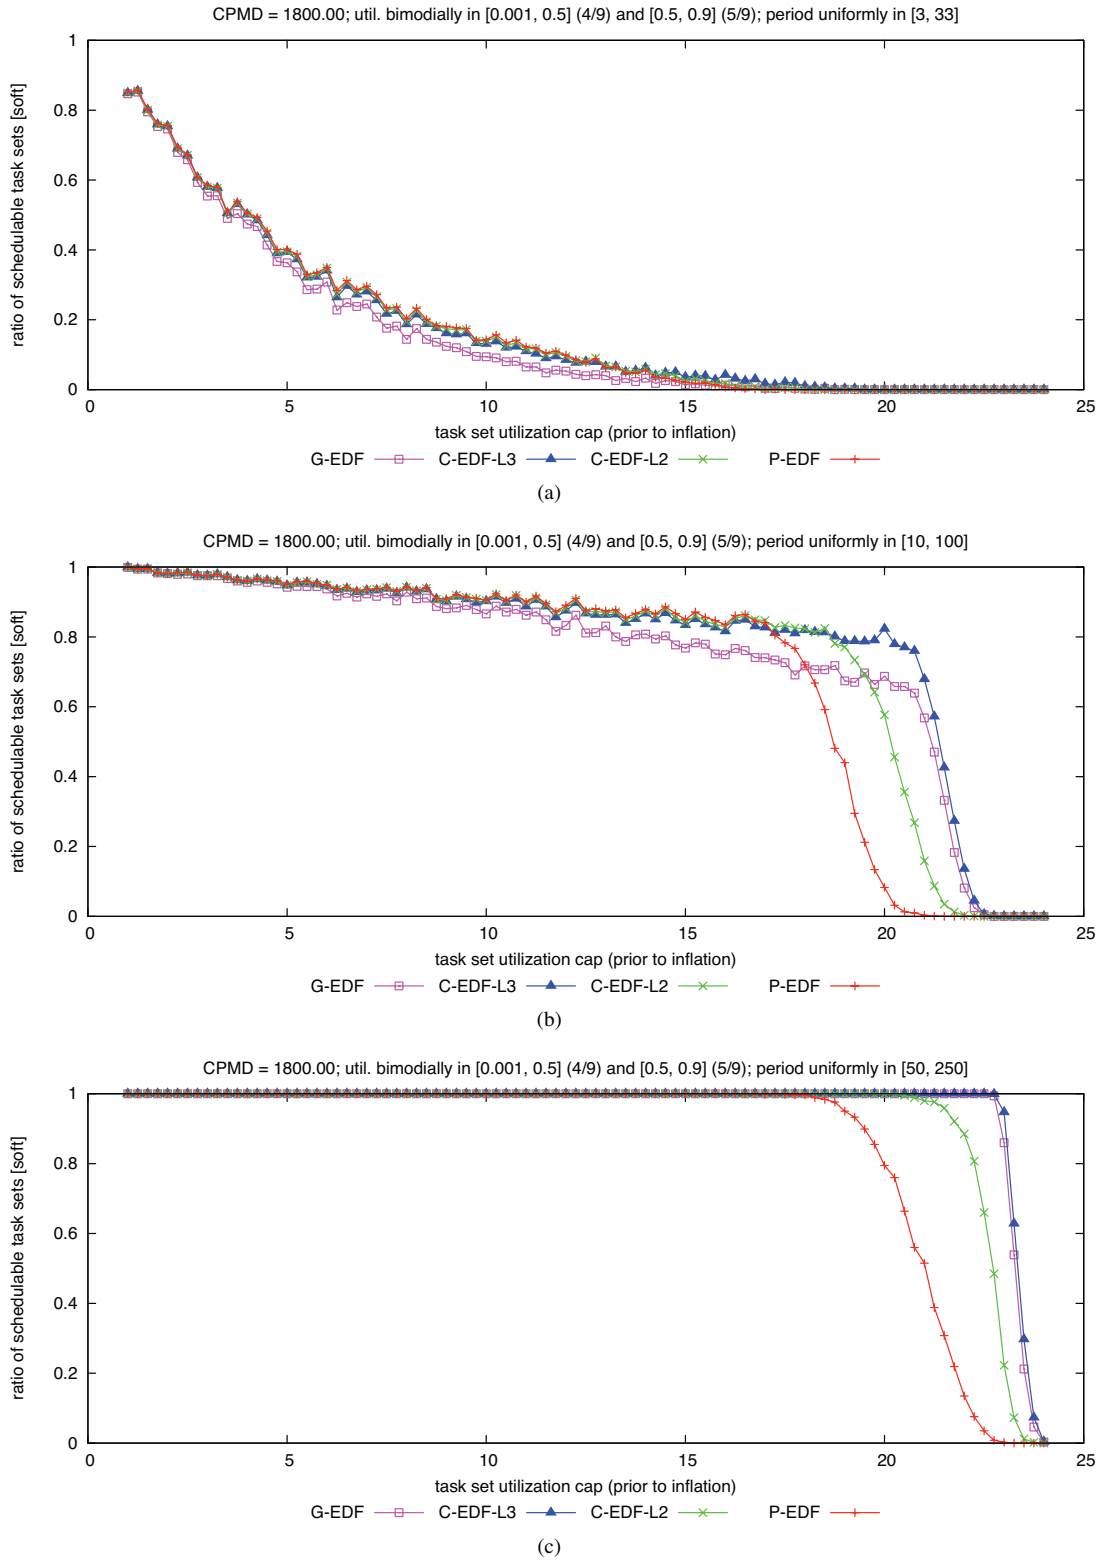 CPMD = 1800.00; util. bimodially in [0.001, 0.5] (4/9) and [0.5, 0.9] (5/9); period uniformly in [3, 33]
ratio of schedulable task sets [soft]
1
0.8
0.6
0.4
0.2
0
0 5 10 15 20 25
task set utilization cap (prior to inflation)
G-EDF C-EDF-L3 C-EDF-L2 P-EDF
(a)
CPMD = 1800.00; util. bimodially in [0.001, 0.5] (4/9) and [0.5, 0.9] (5/9); period uniformly in [10, 100]
ratio of schedulable task sets [soft]
1
0.8
0.6
0.4
0.2
0
0 5 10 15 20 25
task set utilization cap (prior to inflation)
G-EDF C-EDF-L3 C-EDF-L2 P-EDF
(b)
CPMD = 1800.00; util. bimodially in [0.001, 0.5] (4/9) and [0.5, 0.9] (5/9); period uniformly in [50, 250]
ratio of schedulable task sets [soft]
1
0.8
0.6
0.4
0.2
0
0 5 10 15 20 25
task set utilization cap (prior to inflation)
G-EDF C-EDF-L3 C-EDF-L2 P-EDF
(c)